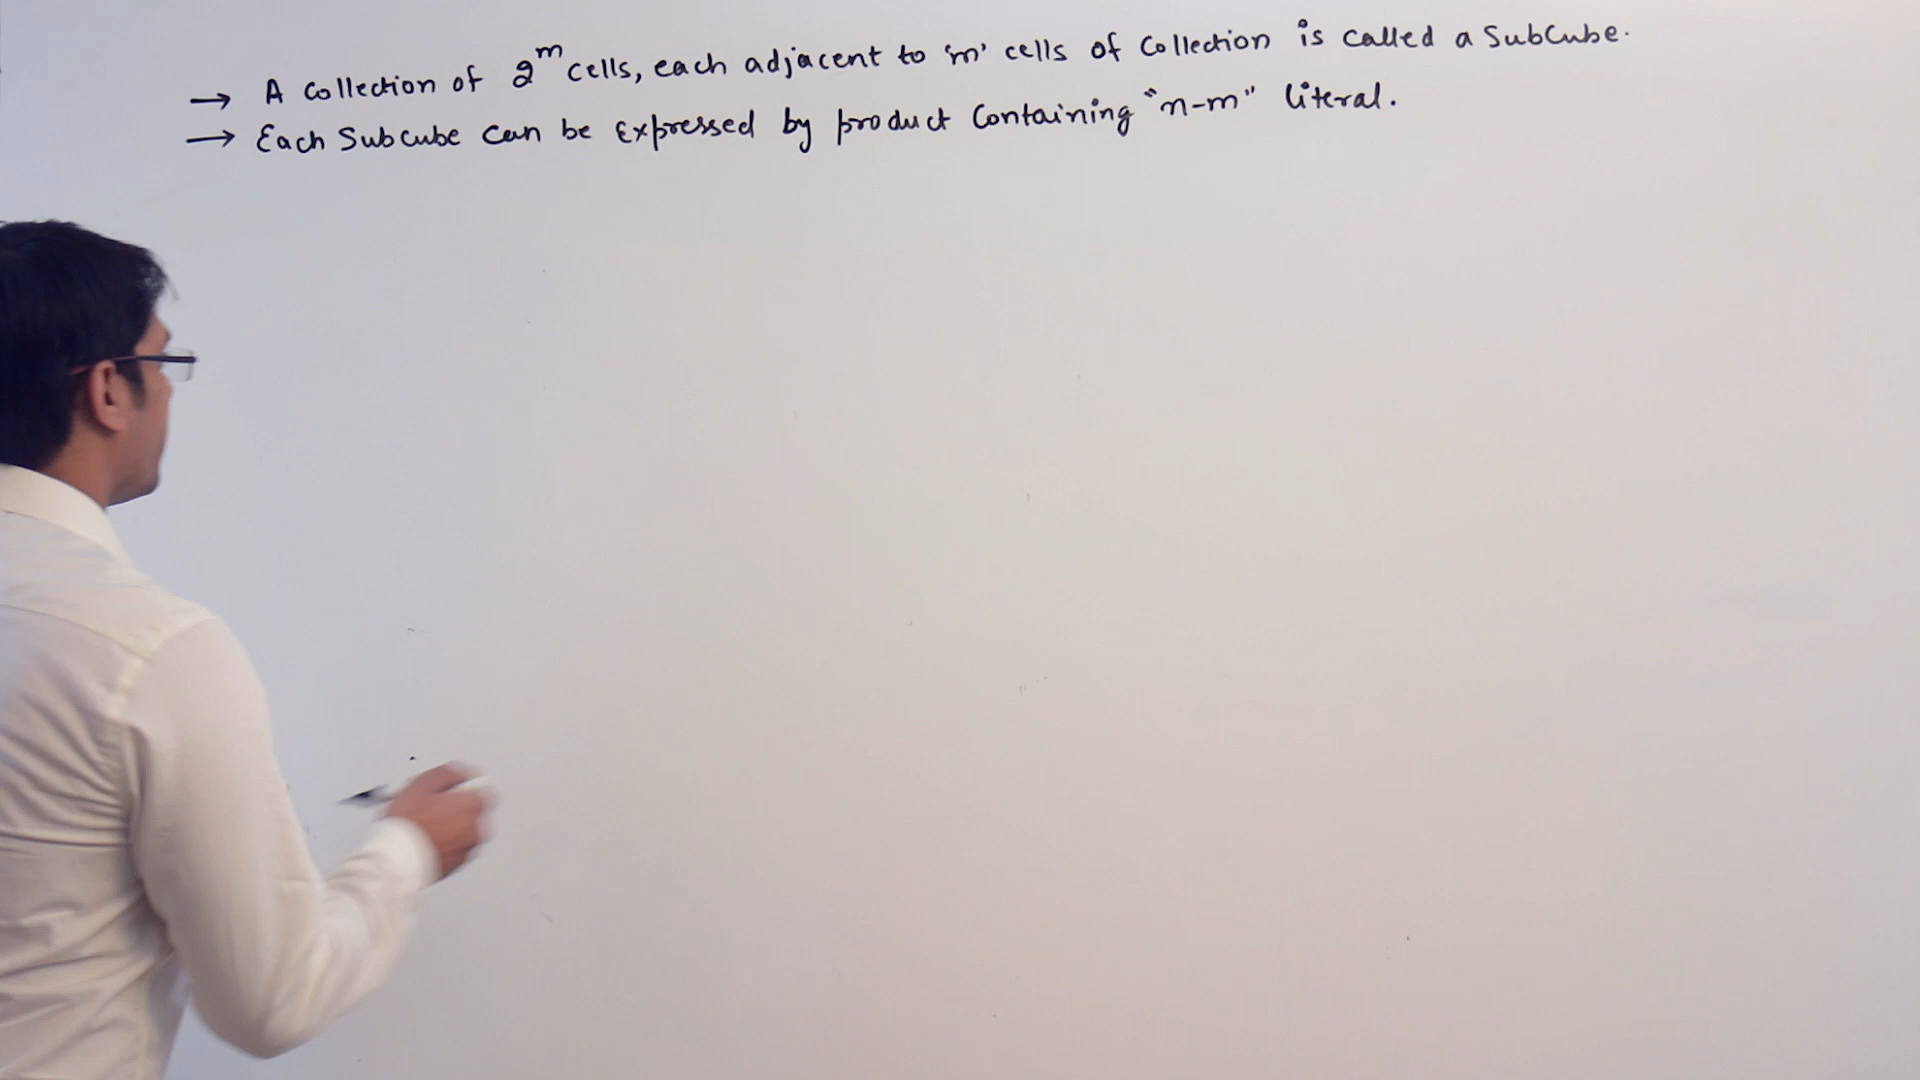 → A Collection of 2^m cells, each adjacent to 'm' cells of Collection is called a SubCube.
→ Each Subcube can be Expressed by product Containing "n-m" literal.